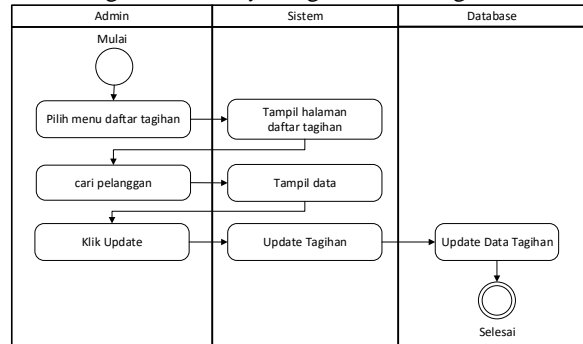 Admin
Sistem
Database
Mulai
Pilih menu daftar tagihan
Tampil halaman
daftar tagihan
cari pelanggan
Tampil data
Klik Update
Update Tagihan
Update Data Tagihan
Selesai